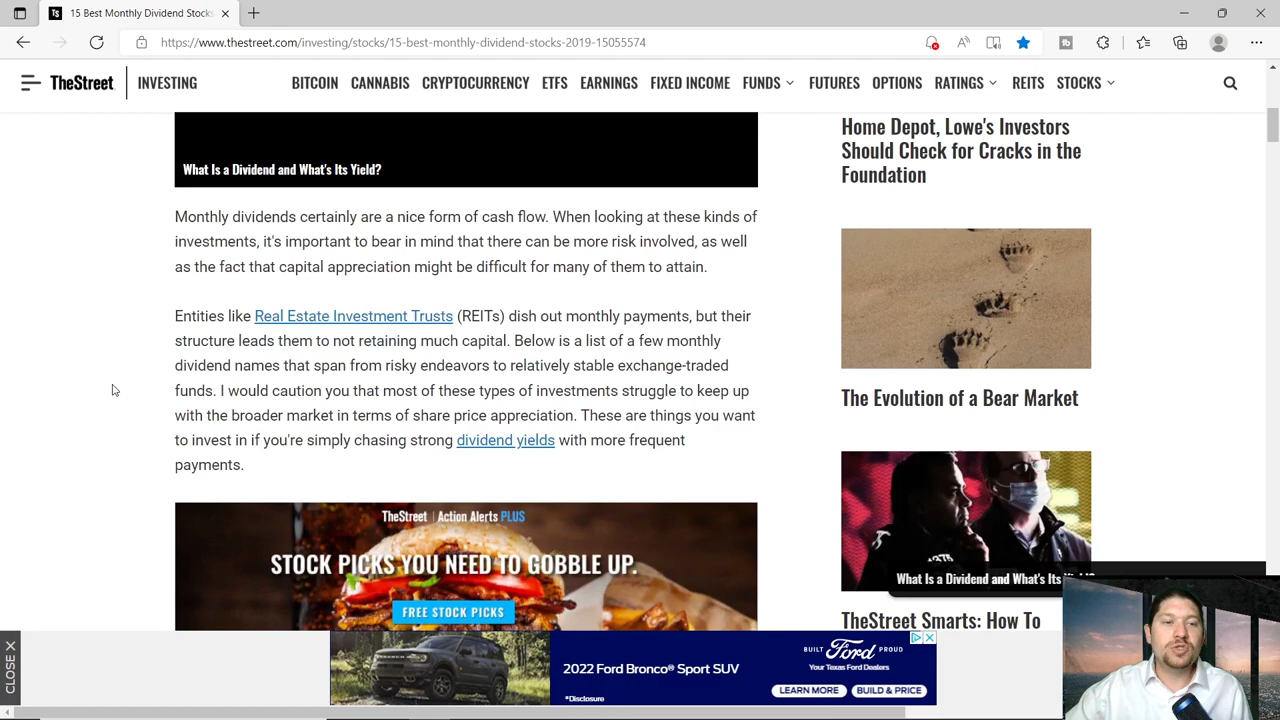 15 Best Monthly Dividend Stocks
https://www.thestreet.com/investing/stocks/15-best-monthly-dividend-stocks-2019-15055574
TheStreet INVESTING BITCOIN CANNABIS CRYPTOCURRENCY ETFS EARNINGS FIXED INCOME FUNDS FUTURES OPTIONS RATINGS REITS STOCKS
What Is a Dividend and What's Its Yield?
Monthly dividends certainly are a nice form of cash flow. When looking at these kinds of
investments, it's important to bear in mind that there can be more risk involved, as well
as the fact that capital appreciation might be difficult for many of them to attain.
Entities like Real Estate Investment Trusts (REITs) dish out monthly payments, but their
structure leads them to not retaining much capital. Below is a list of a few monthly
dividend names that span from risky endeavors to relatively stable exchange-traded
funds. I would caution you that most of these types of investments struggle to keep up
with the broader market in terms of share price appreciation. These are things you want
to invest in if you're simply chasing strong dividend yields with more frequent
payments.
TheStreet | Action Alerts PLUS
STOCK PICKS YOU NEED TO GOBBLE UP.
FREE STOCK PICKS
Home Depot, Lowe's Investors
Should Check for Cracks in the
Foundation
The Evolution of a Bear Market
What Is a Dividend and What's Its
TheStreet Smarts: How To
CLOSE X
2022 Ford Bronco® Sport SUV
*Disclosure
BUILT Ford PROUD
Your Texas Ford Dealers
LEARN MORE BUILD & PRICE